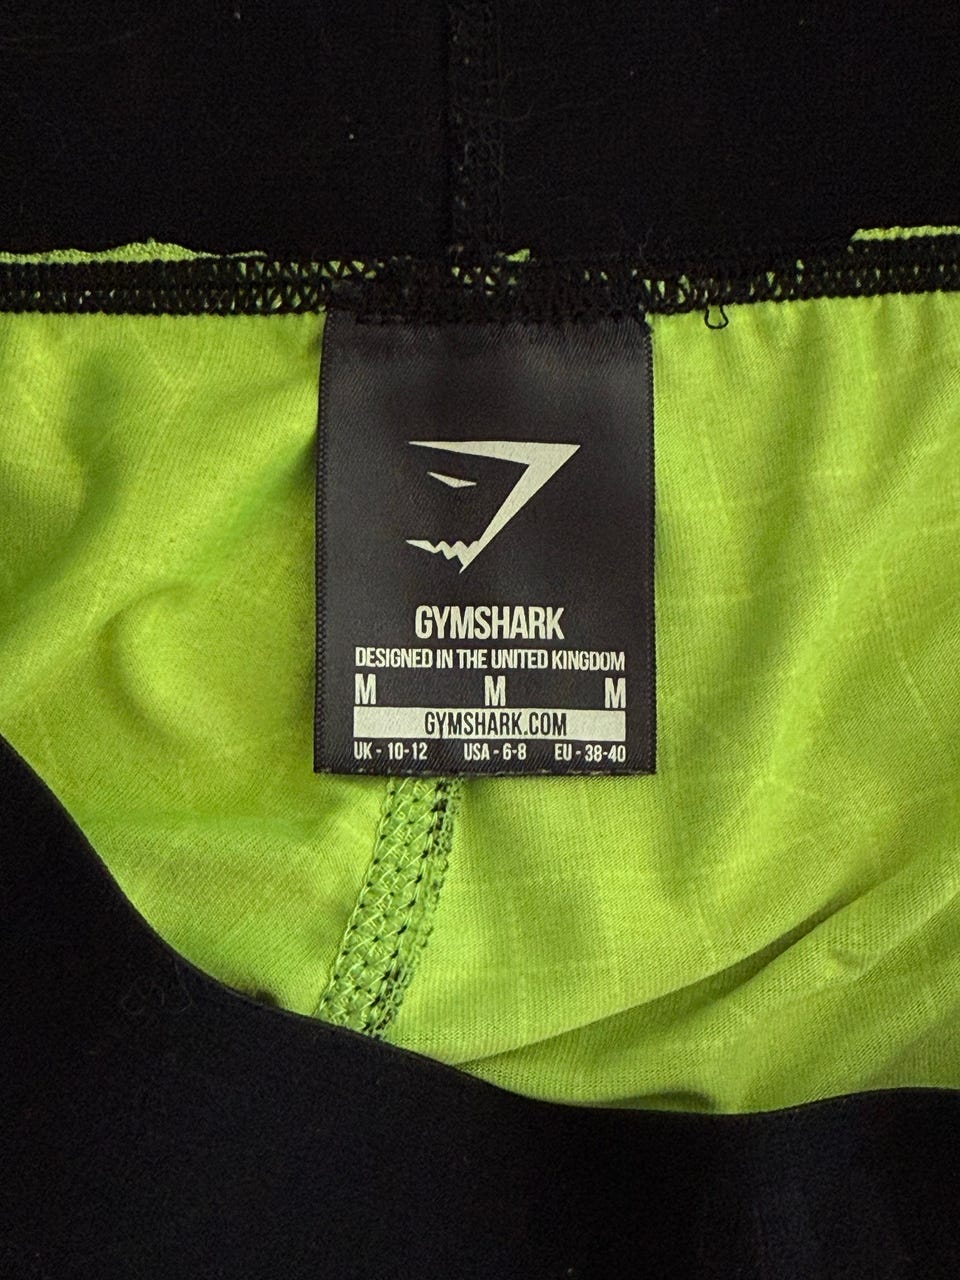 GYMSHARK
DESIGNED IN THE UNITED KINGDOM
M M M
GYMSHARK.COM
UK - 10-12 USA - 6-8 EU - 38-40